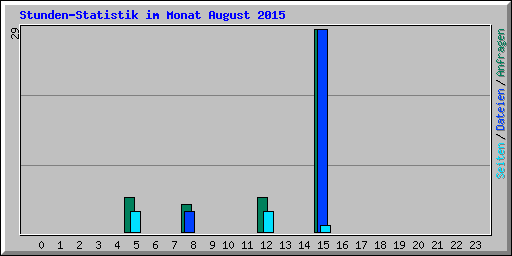 Stunden-Statistik im Monat August 2015
29
Seiten/Dateien/Anfragen
0 1 2 3 4 5 6 7 8 9 10 11 12 13 14 15 16 17 18 19 20 21 22 23